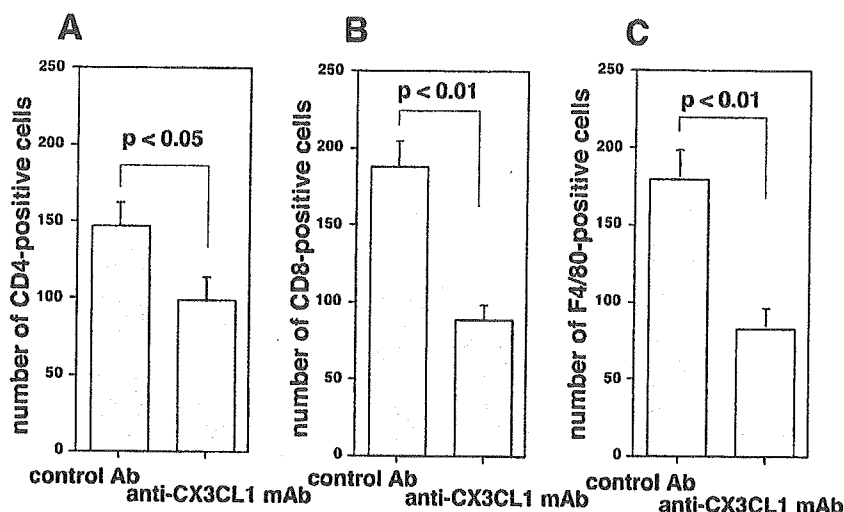 A
number of CD4-positive cells
250
200
150
100
50
0
p < 0.05
control Ab
anti-CX3CL1 mAb
B
number of CD8-positive cells
250
200
150
100
50
0
p < 0.01
control Ab
anti-CX3CL1 mAb
C
number of F4/80-positive cells
250
200
150
100
50
0
p < 0.01
control Ab
anti-CX3CL1 mAb